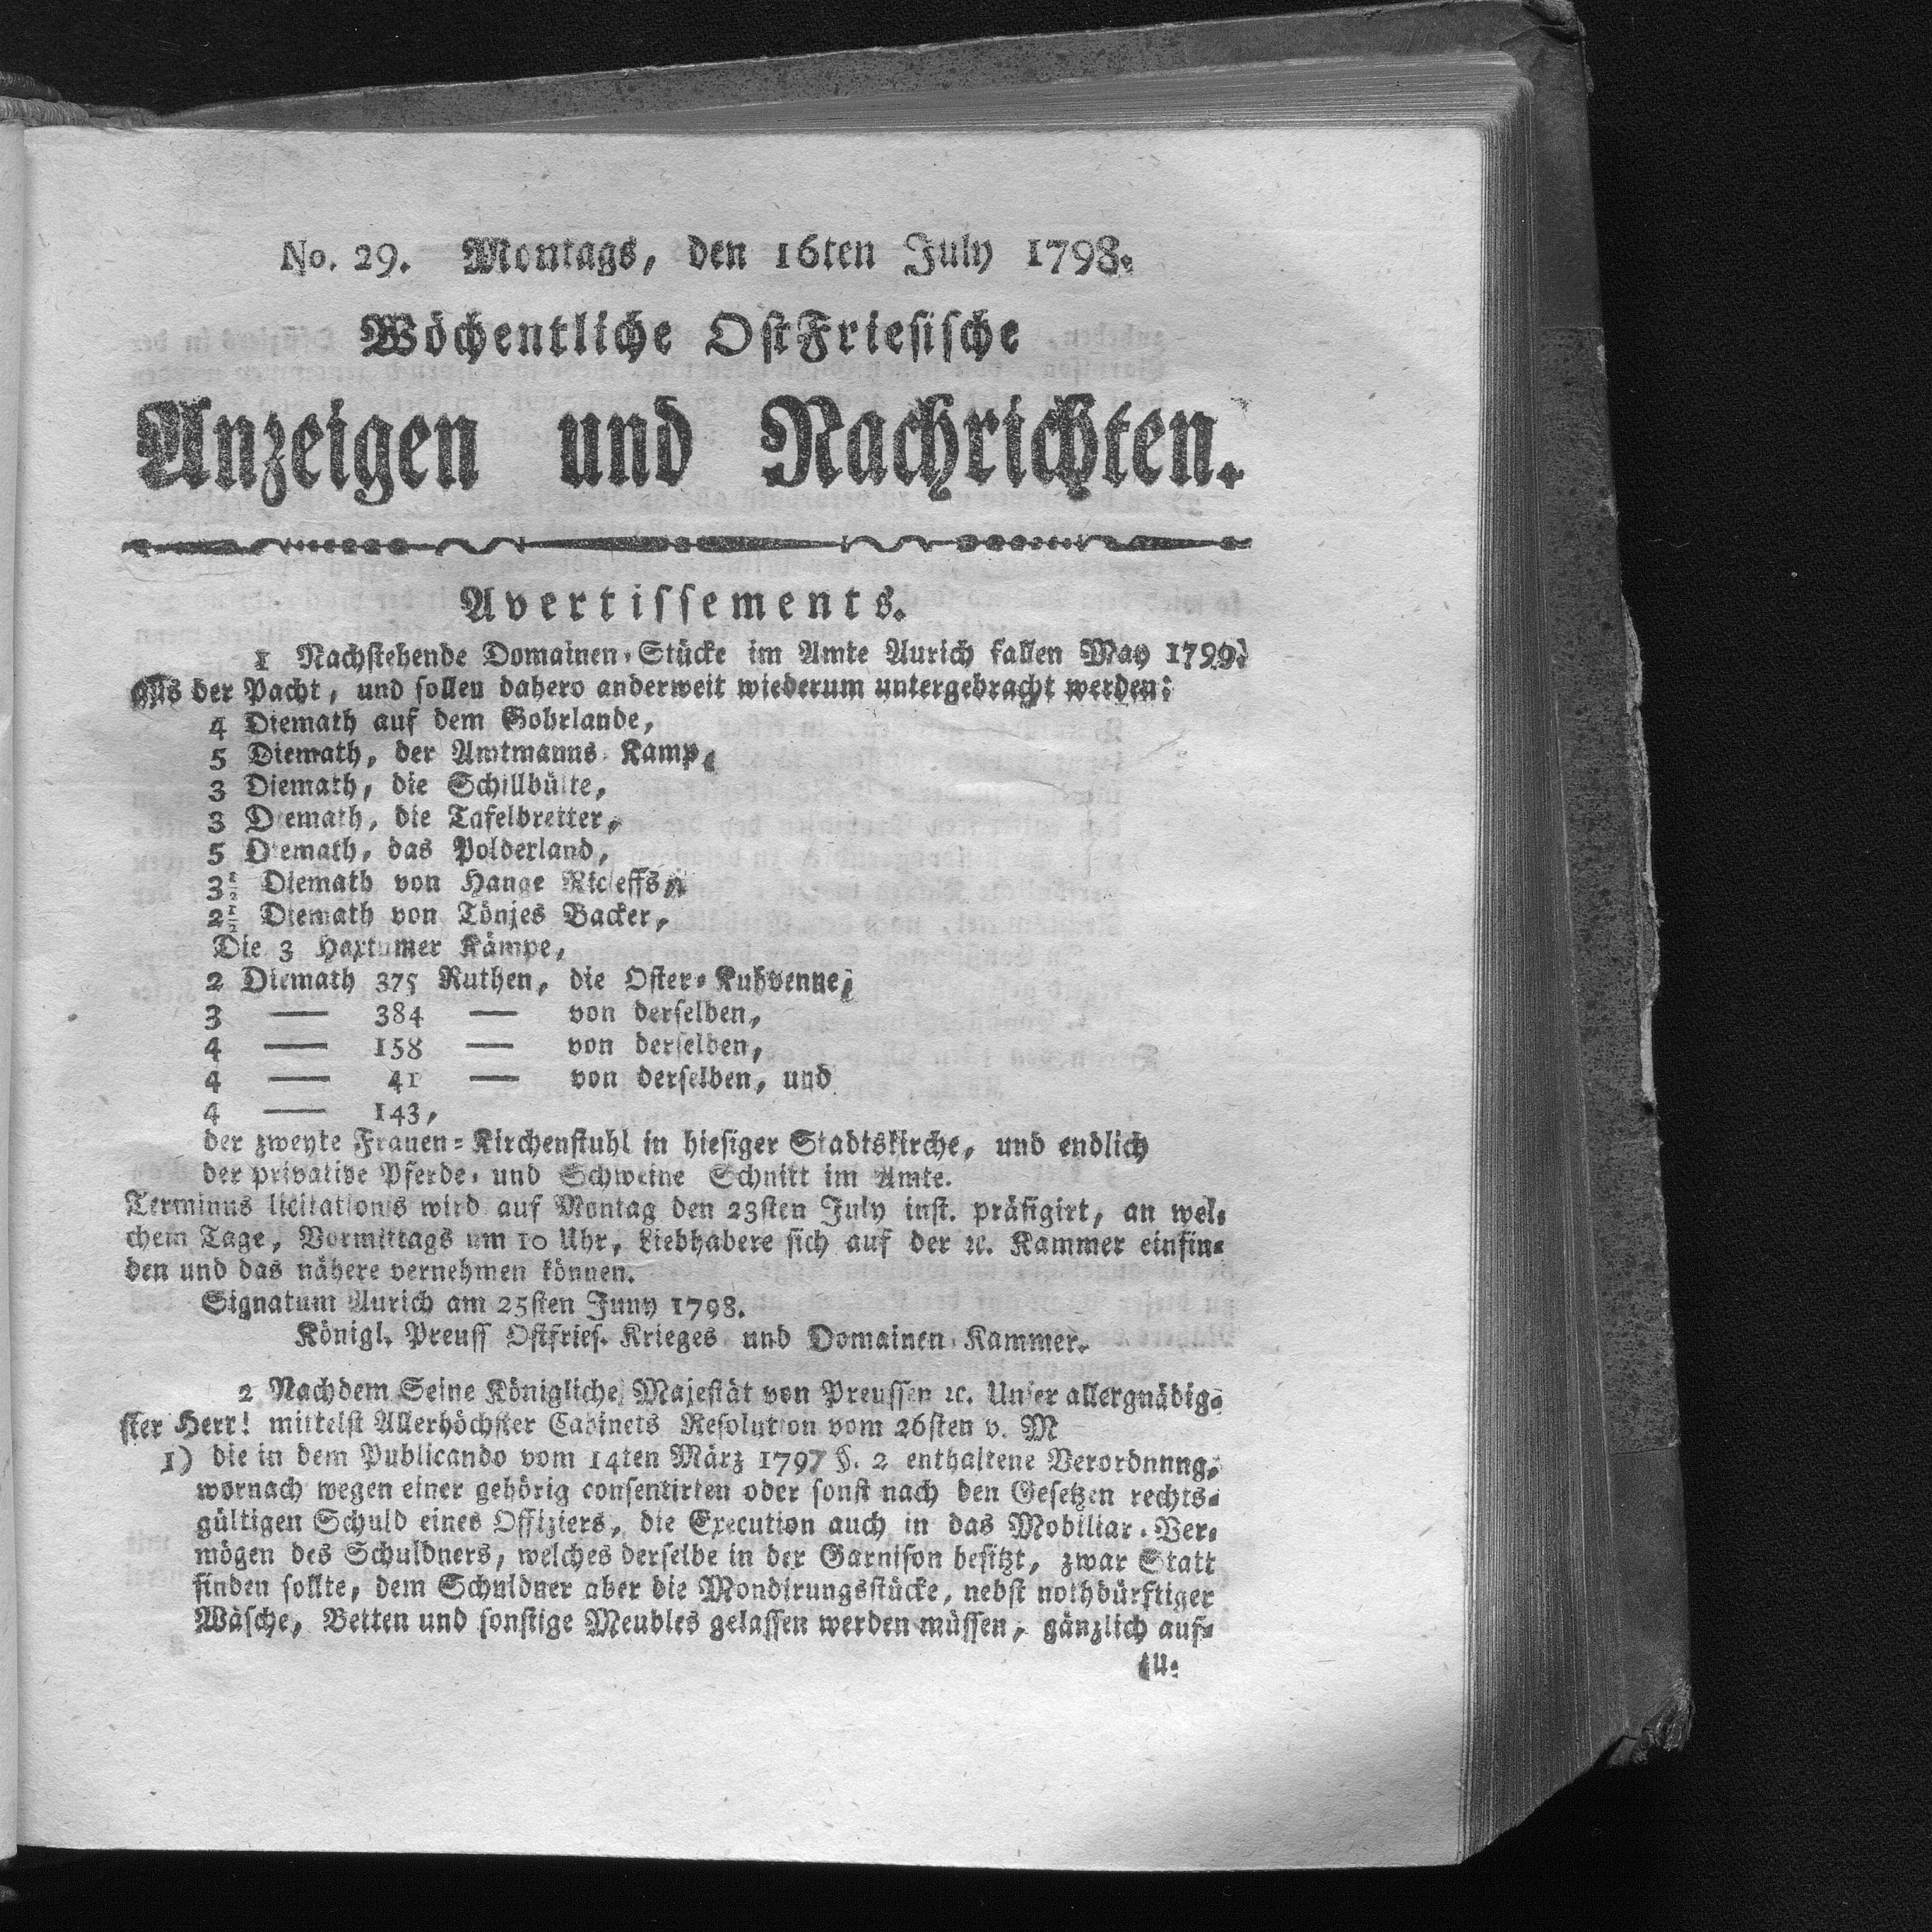 No. 29. Montags, den 16ten July 1798.
Wöchentliche OstFriesische
Anzeigen und Nachrichten.
Avertissements.
1 Nachstehende Domainen-Stücke im Amte Aurich fallen May 1799.
aus der Pacht, und sollen dahero anderweit wiederum untergebracht werden:
4 Diemath auf dem Gohrlande,
5 Diemath, der Amtmanns Kamp,
3 Diemath, die Schillbülte,
3 Diemath, die Tafelbretter,
5 Diemath, das Polderland,
3½ Diemath von Hange Ricleffs,
2½ Diemath von Tönjes Backer,
Die 3 Haxtumer Kämpe,
2 Diemath 375 Ruthen, die Oster-Kuhvenne,
3 — 384 — von derselben,
4 — 158 — von derselben,
4 — 41 — von derselben, und
4 — 143,
der zweyte Frauen-Kirchenstuhl in hiesiger Stadtskirche, und endlich
der privative Pferde- und Schweine Schnitt im Amte.
Terminus licitationis wird auf Montag den 23sten July inst. präfigirt, an wel-
chem Tage, Vormittags um 10 Uhr, Liebhabere sich auf der ꝛc. Kammer einfin-
den und das nähere vernehmen können.
Signatum Aurich am 25sten Juny 1798.
Königl. Preuss Ostfries. Krieges und Domainen Kammer.
2 Nachdem Seine Königliche Majestät von Preussen ꝛc. Unser allergnädig-
ster Herr! mittelst Allerhöchster Cabinets Resolution vom 26sten v. M
1) die in dem Publicando vom 14ten März 1797 §. 2 enthaltene Verordnung,
wornach wegen einer gehörig consentirten oder sonst nach den Gesetzen rechts-
gültigen Schuld eines Offiziers, die Execution auch in das Mobiliar-Ver-
mögen des Schuldners, welches derselbe in der Garnison besitzt, zwar Statt
finden sollte, dem Schuldner aber die Mondirungsstücke, nebst nothdürftiger
Wäsche, Betten und sonstige Meubles gelassen werden müssen, gänzlich auf-